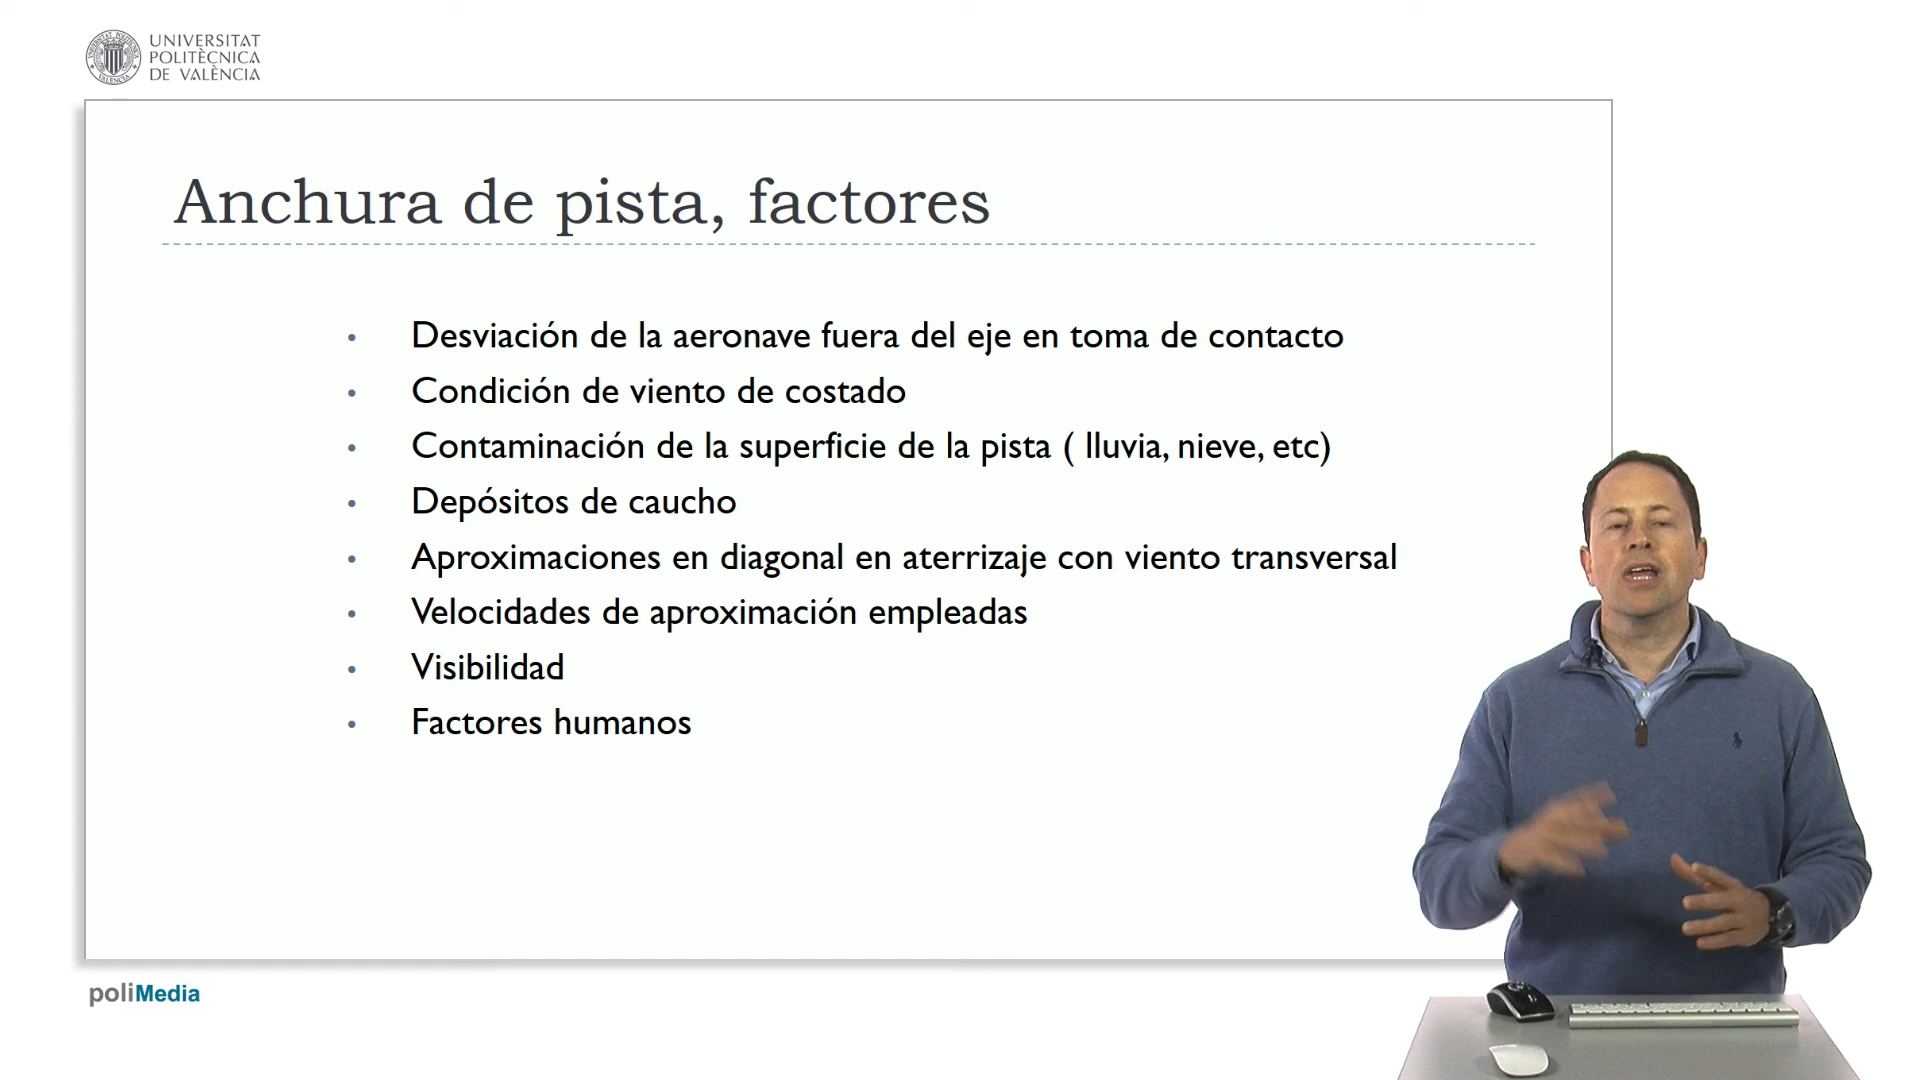 UNIVERSITAT
POLITÈCNICA
DE VALÈNCIA
Anchura de pista, factores
• Desviación de la aeronave fuera del eje en toma de contacto
• Condición de viento de costado
• Contaminación de la superficie de la pista ( lluvia, nieve, etc)
• Depósitos de caucho
• Aproximaciones en diagonal en aterrizaje con viento transversal
• Velocidades de aproximación empleadas
• Visibilidad
• Factores humanos
poliMedia